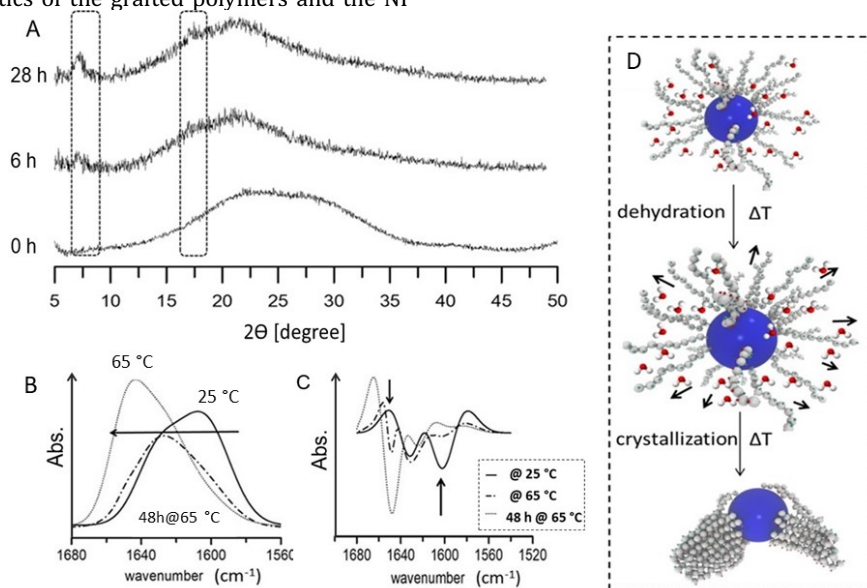 tics of the grafted polymers and the NP
A
28 h
6 h
0 h
5 10 15 20 25 30 35 40 45 50
2Θ [degree]
B
65 °C
25 °C
48h@65 °C
Abs.
1680 1640 1600 1560
wavenumber (cm⁻¹)
C
Abs.
@ 25 °C
@ 65 °C
48 h @ 65 °C
1680 1640 1600 1560 1520
wavenumber (cm⁻¹)
D
dehydration ΔT
crystallization ΔT